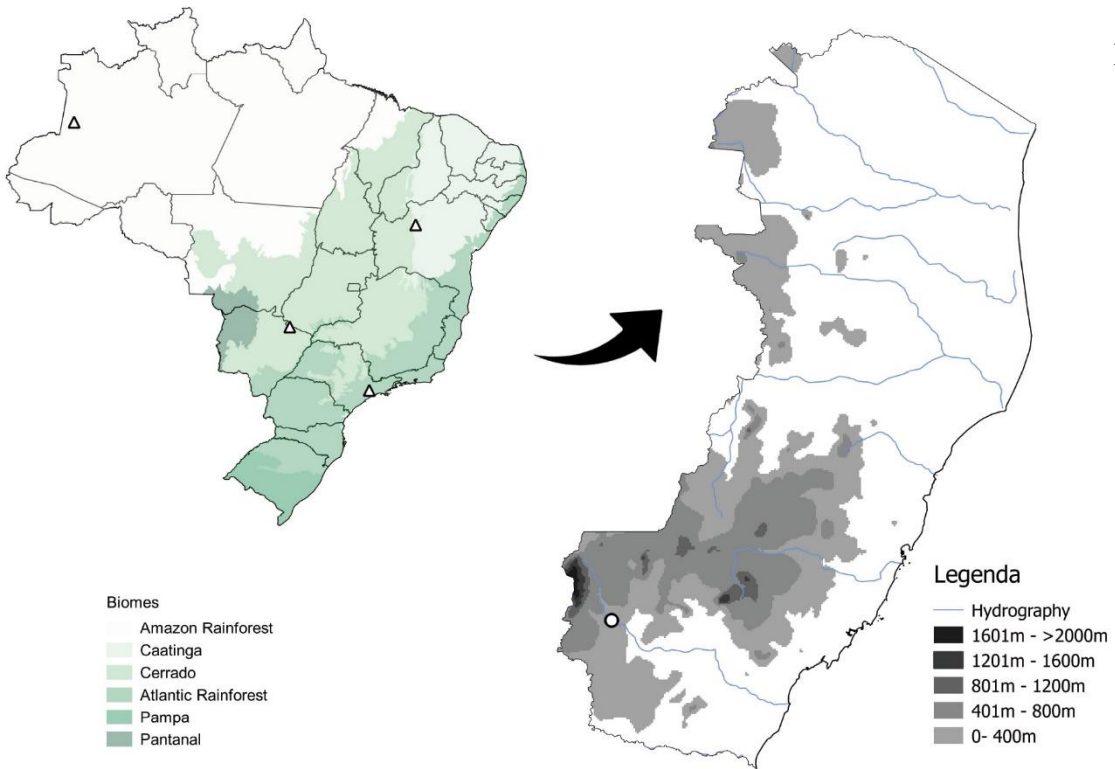 Biomes
Amazon Rainforest
Caatinga
Cerrado
Atlantic Rainforest
Pampa
Pantanal
Legenda
Hydrography
1601m - >2000m
1201m - 1600m
801m - 1200m
401m - 800m
0- 400m